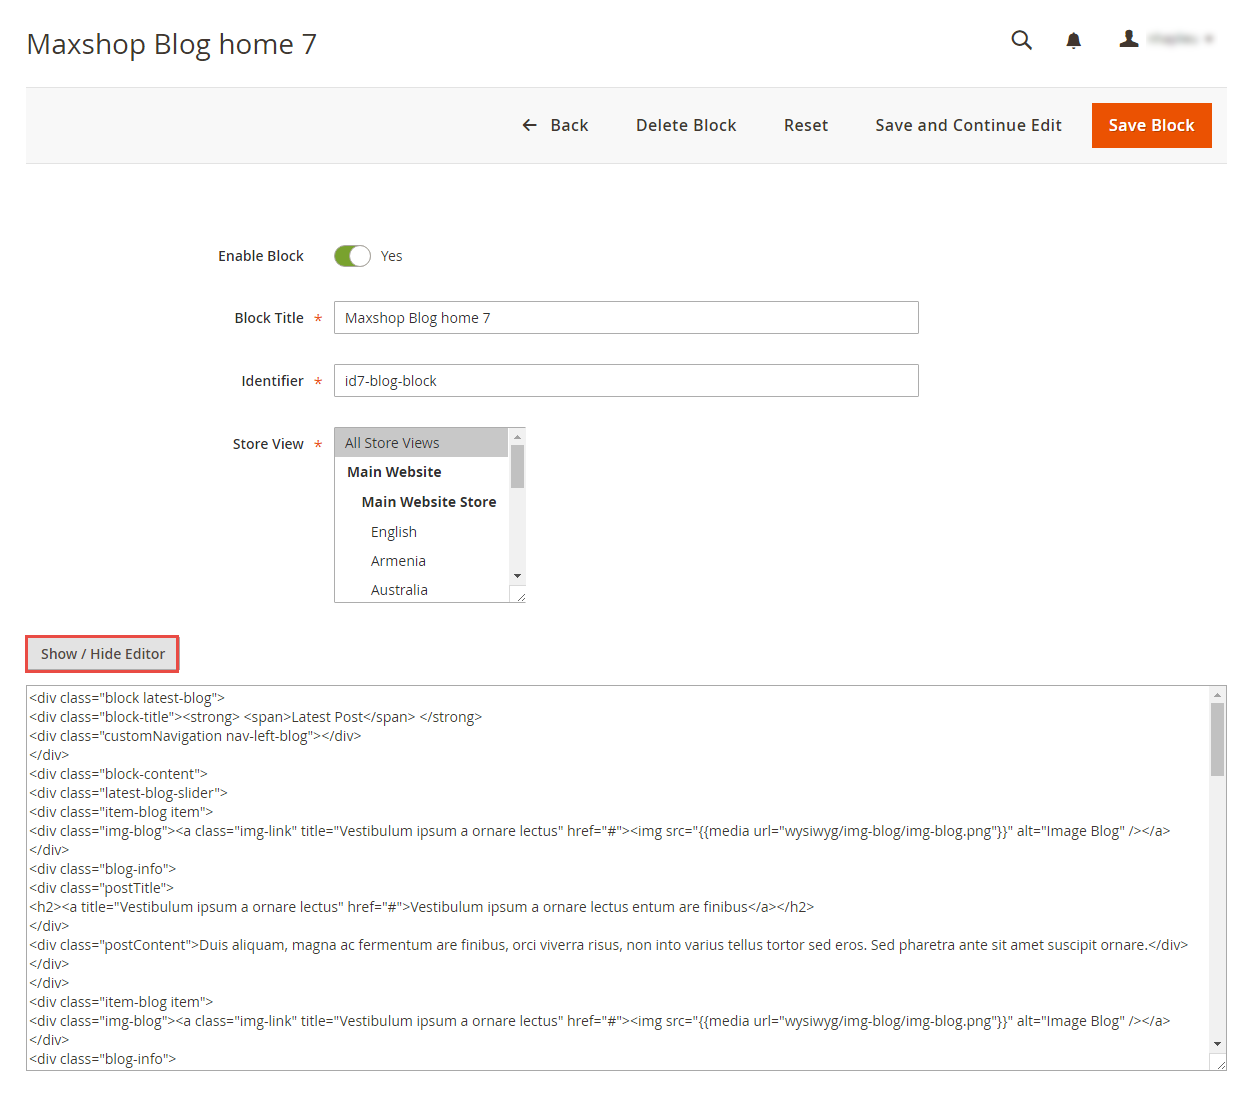 Maxshop Blog home 7
Back Delete Block Reset Save and Continue Edit Save Block
Enable Block Yes
Block Title * Maxshop Blog home 7
Identifier * id7-blog-block
Store View * All Store Views
Main Website
Main Website Store
English
Armenia
Australia
Show / Hide Editor
<div class="block latest-blog">
<div class="block-title"><strong> <span>Latest Post</span> </strong>
<div class="customNavigation nav-left-blog"></div>
</div>
<div class="block-content">
<div class="latest-blog-slider">
<div class="item-blog item">
<div class="img-blog"><a class="img-link" title="Vestibulum ipsum a ornare lectus" href="#"><img src="{{media url="wysiwyg/img-blog/img-blog.png"}}" alt="Image Blog" /></a>
</div>
<div class="blog-info">
<div class="postTitle">
<h2><a title="Vestibulum ipsum a ornare lectus" href="#">Vestibulum ipsum a ornare lectus entum are finibus</a></h2>
</div>
<div class="postContent">Duis aliquam, magna ac fermentum are finibus, orci viverra risus, non into varius tellus tortor sed eros. Sed pharetra ante sit amet suscipit ornare.</div>
</div>
</div>
<div class="item-blog item">
<div class="img-blog"><a class="img-link" title="Vestibulum ipsum a ornare lectus" href="#"><img src="{{media url="wysiwyg/img-blog/img-blog.png"}}" alt="Image Blog" /></a>
</div>
<div class="blog-info">